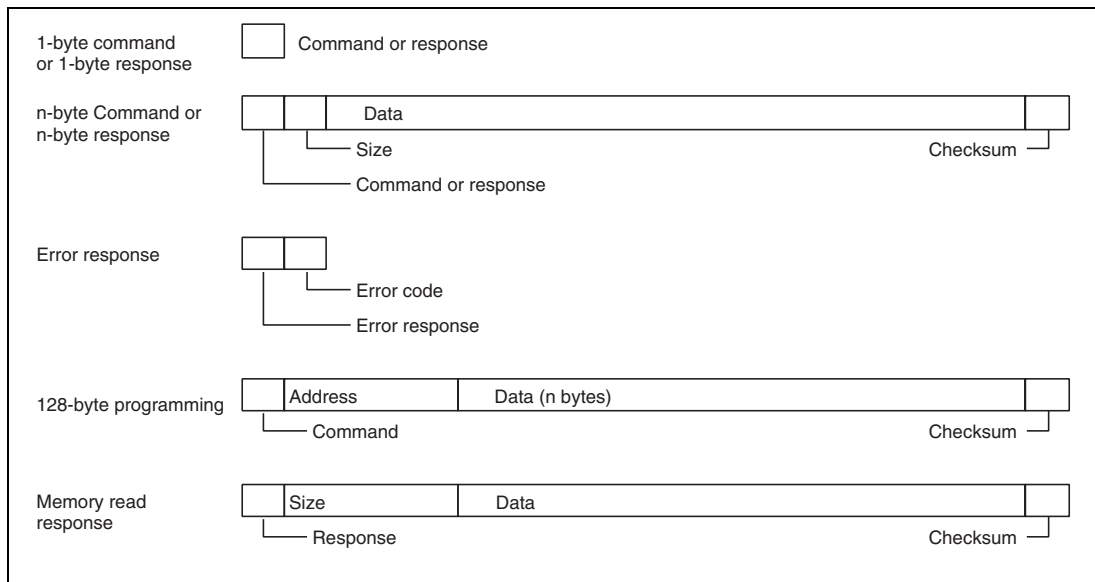 1-byte command
or 1-byte response
Command or response
n-byte Command or
n-byte response
Data
Size
Checksum
Command or response
Error response
Error code
Error response
128-byte programming
Address
Data (n bytes)
Command
Checksum
Memory read
response
Size
Data
Response
Checksum